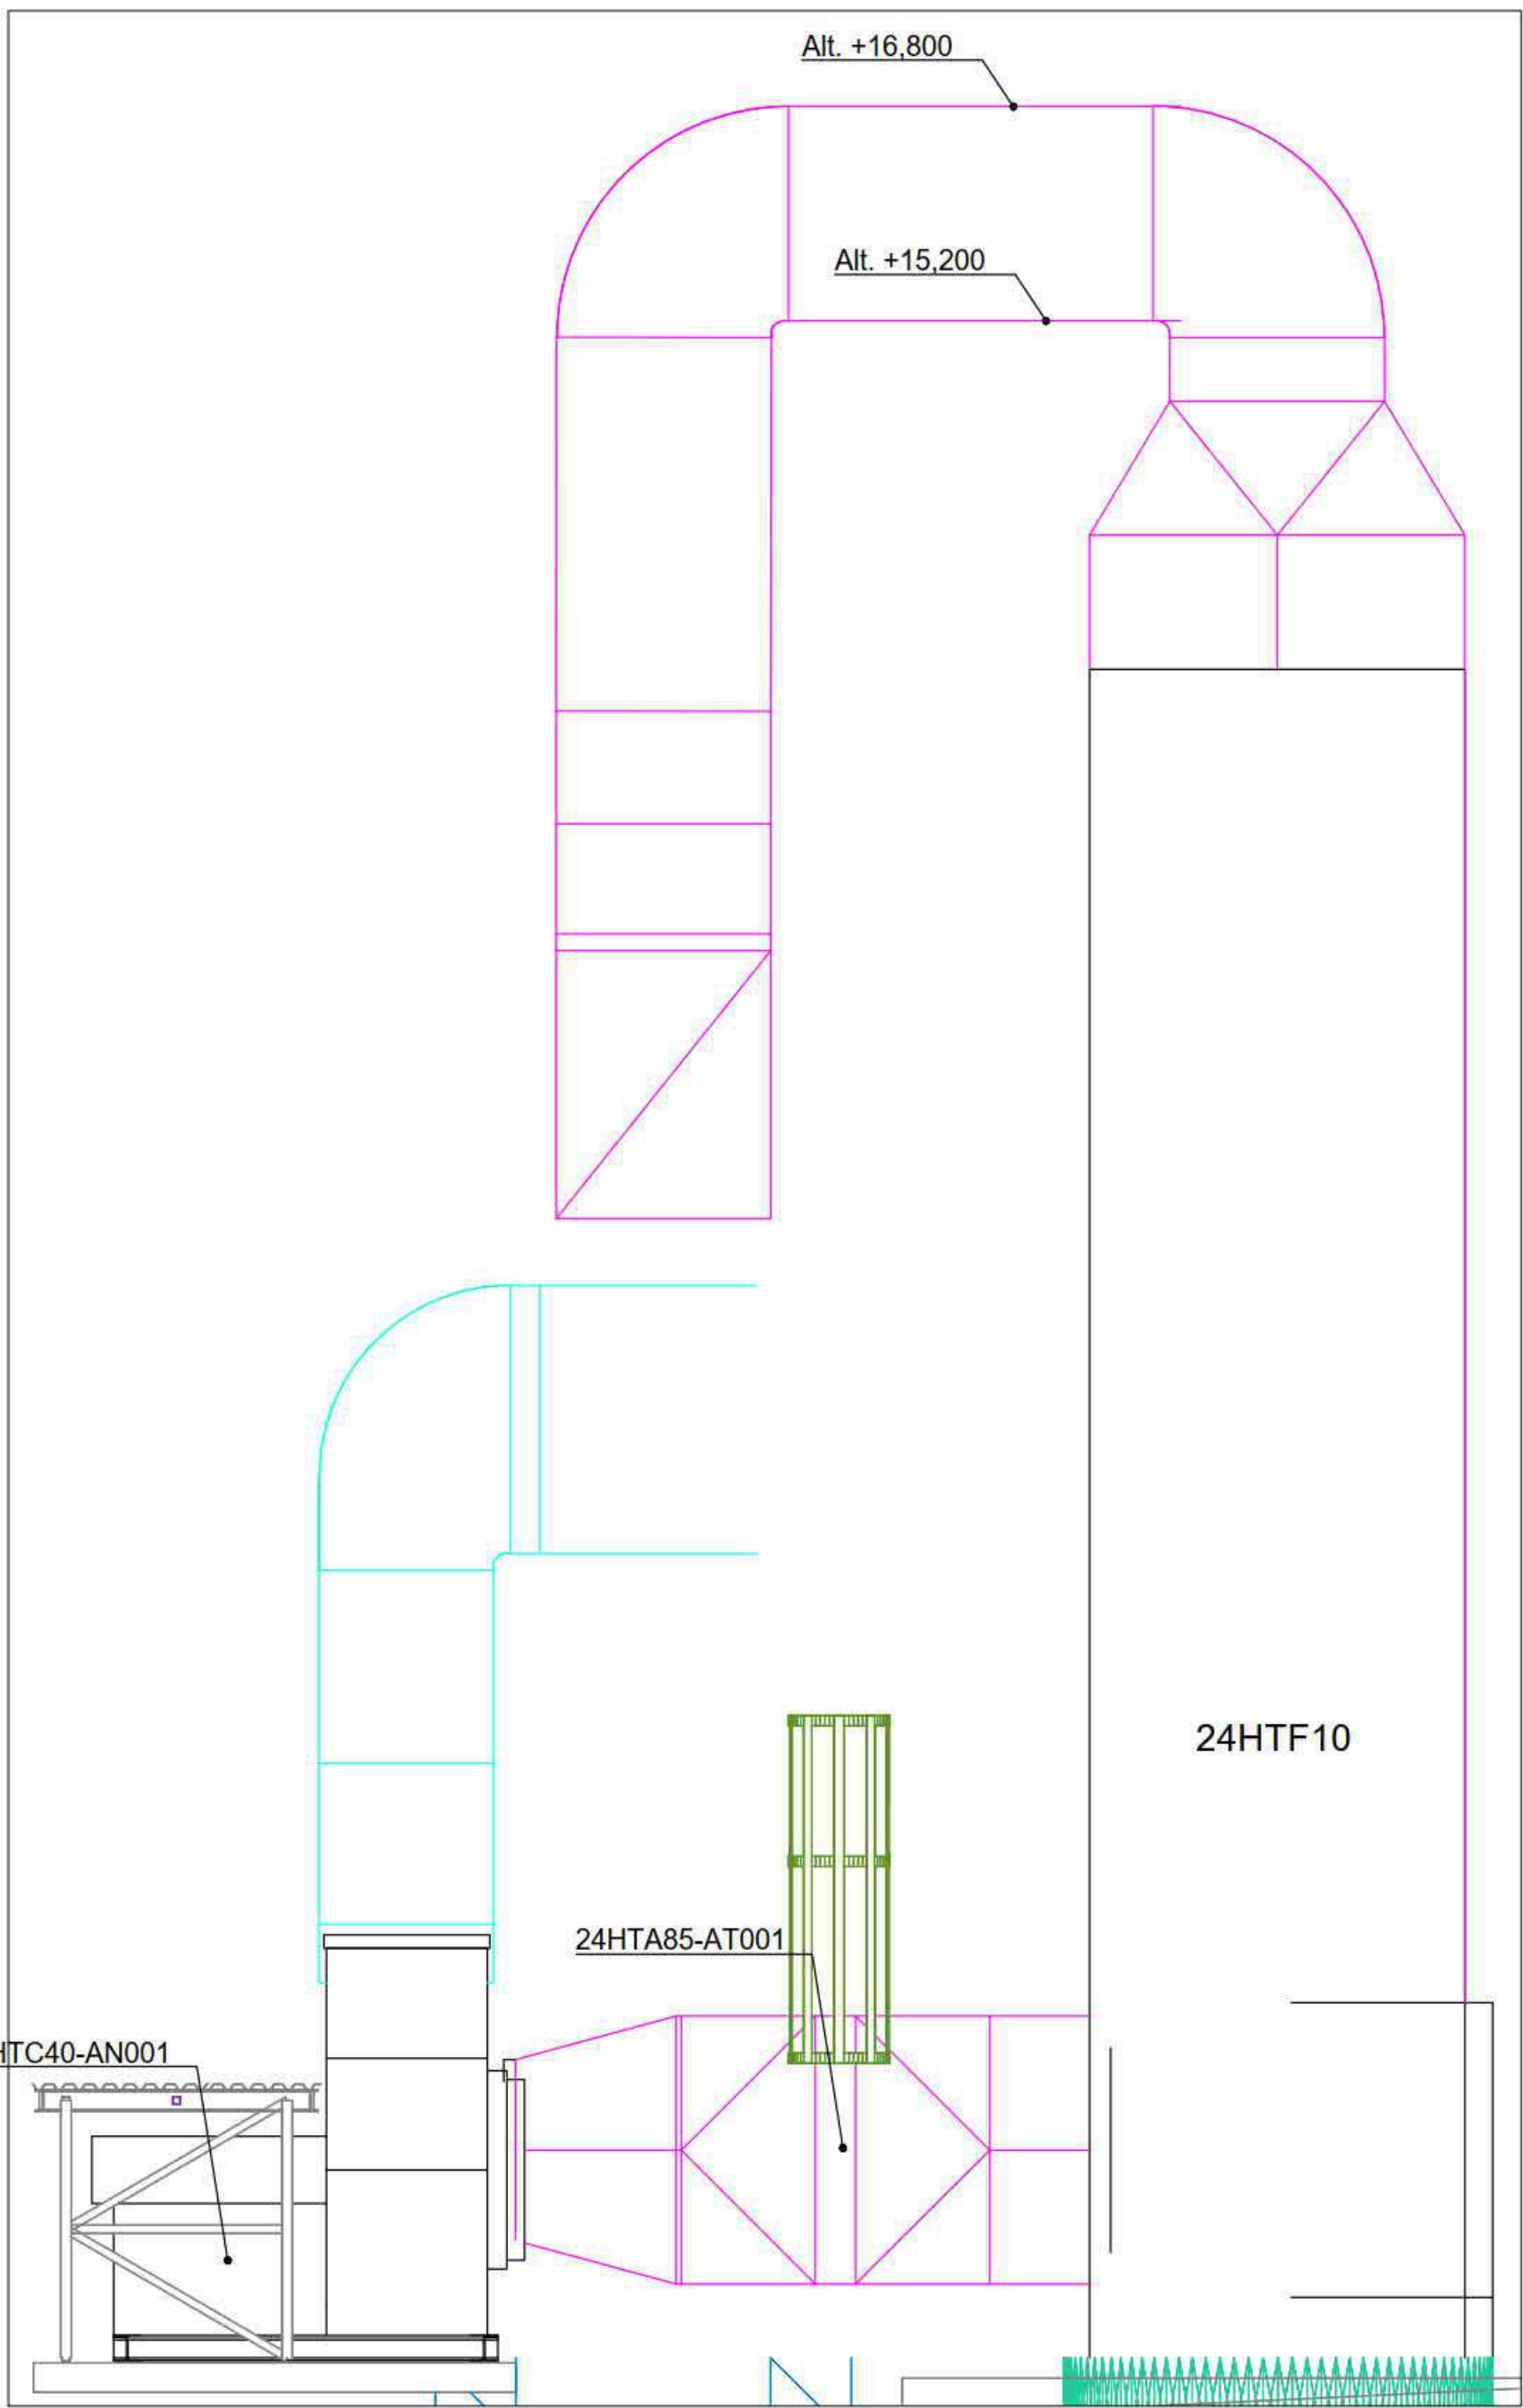 Alt. +16,800
Alt. +15,200
24HTF10
24HTA85-AT001
HTC40-AN001